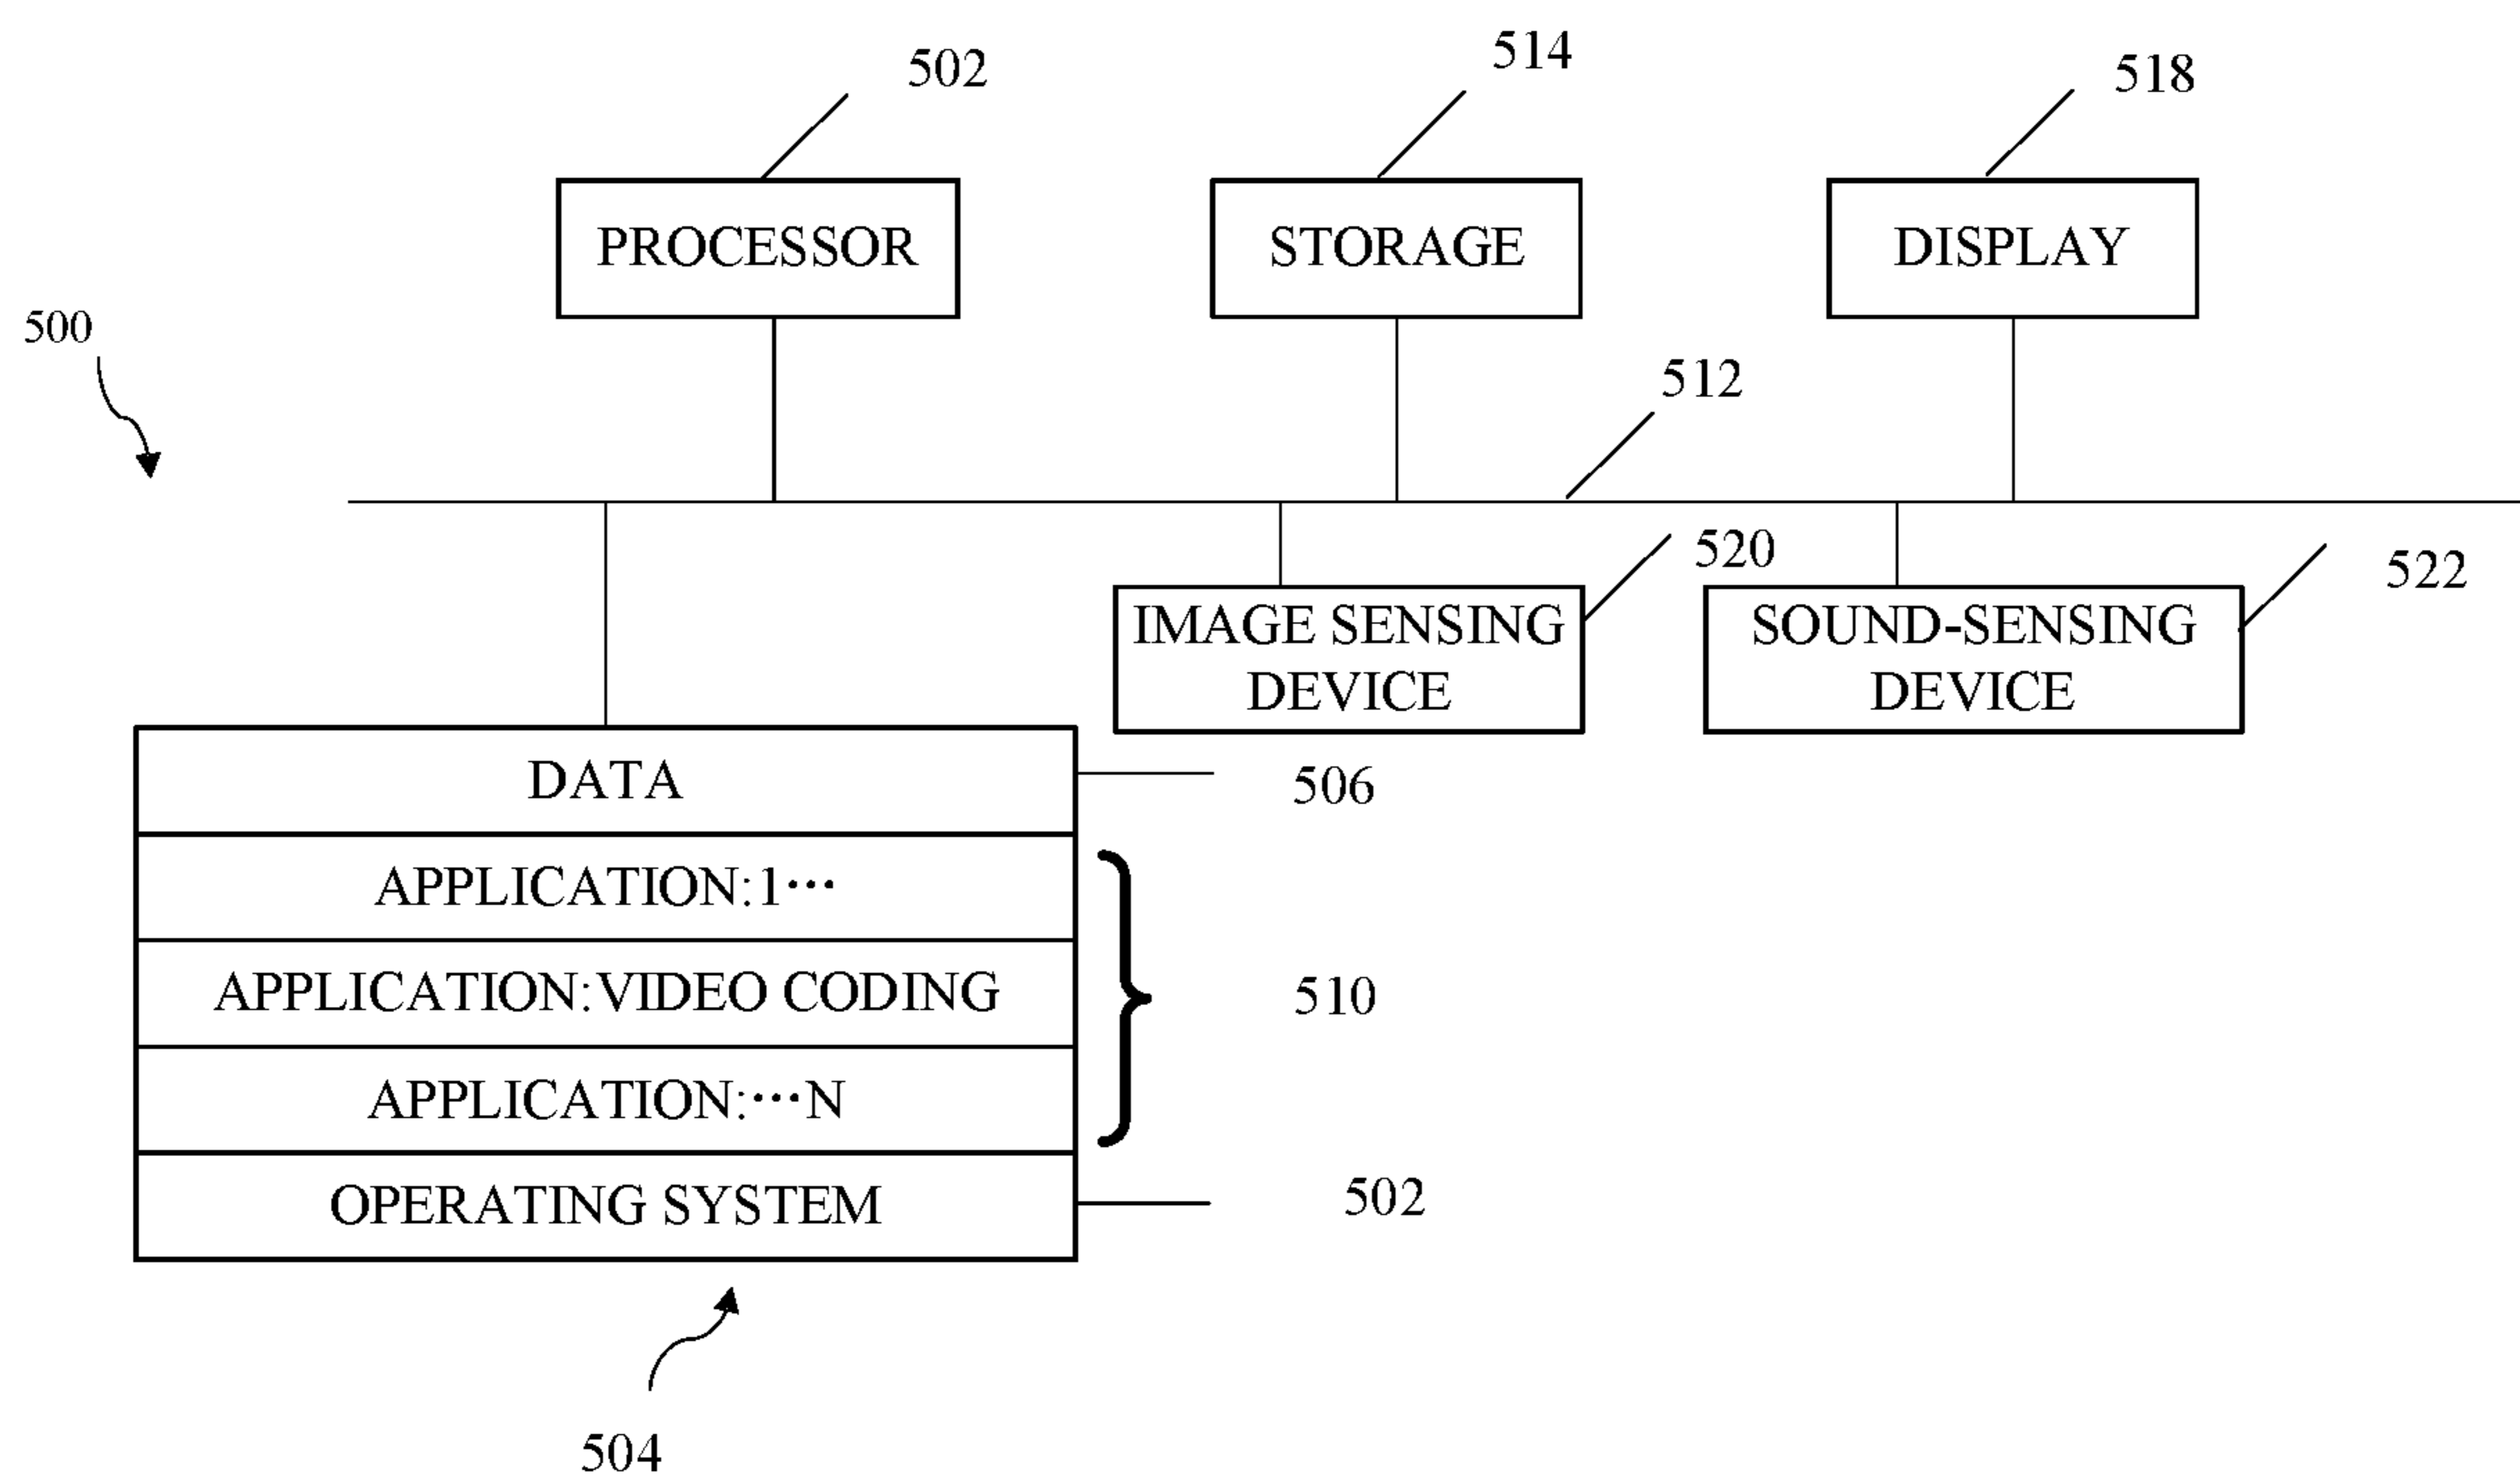 502
514
518
PROCESSOR
STORAGE
DISPLAY
500
512
520
522
IMAGE SENSING
DEVICE
SOUND-SENSING
DEVICE
DATA
506
APPLICATION:1···
APPLICATION:VIDEO CODING
510
APPLICATION:···N
OPERATING SYSTEM
502
504